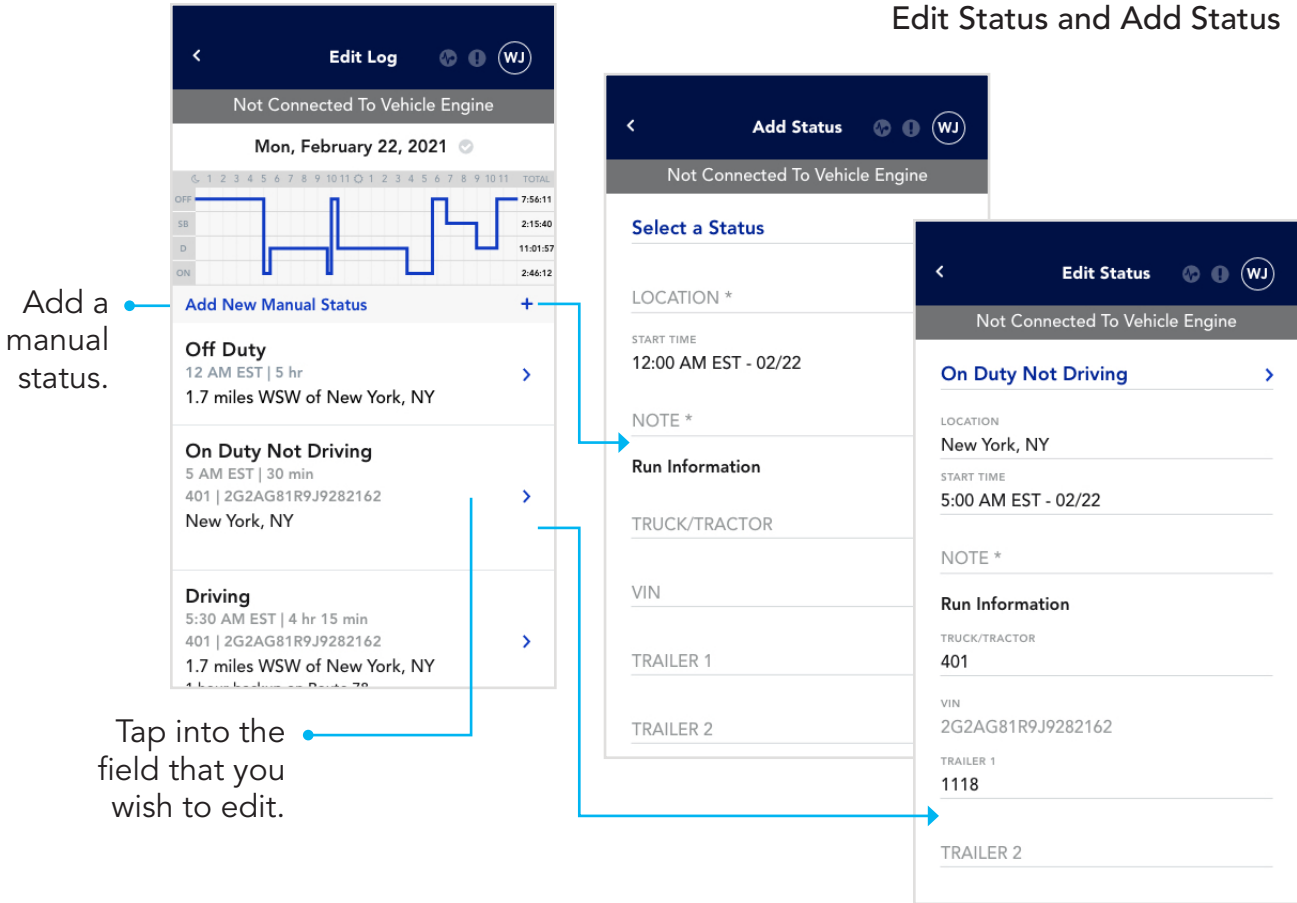 Edit Status and Add Status
Edit Log
WJ
Not Connected To Vehicle Engine
Mon, February 22, 2021
1 2 3 4 5 6 7 8 9 10 11 1 2 3 4 5 6 7 8 9 10 11 TOTAL
OFF 7:56:11
SB 2:15:40
D 11:01:57
ON 2:46:12
Add New Manual Status +
Off Duty
12 AM EST | 5 hr
1.7 miles WSW of New York, NY
On Duty Not Driving
5 AM EST | 30 min
401 | 2G2AG81R9J9282162
New York, NY
Driving
5:30 AM EST | 4 hr 15 min
401 | 2G2AG81R9J9282162
1.7 miles WSW of New York, NY
1 hour backup on Route 78
Add a
manual
status.
Tap into the
field that you
wish to edit.
Add Status
WJ
Not Connected To Vehicle Engine
Select a Status
LOCATION *
START TIME
12:00 AM EST - 02/22
NOTE *
Run Information
TRUCK/TRACTOR
VIN
TRAILER 1
TRAILER 2
Edit Status
WJ
Not Connected To Vehicle Engine
On Duty Not Driving
LOCATION
New York, NY
START TIME
5:00 AM EST - 02/22
NOTE *
Run Information
TRUCK/TRACTOR
401
VIN
2G2AG81R9J9282162
TRAILER 1
1118
TRAILER 2